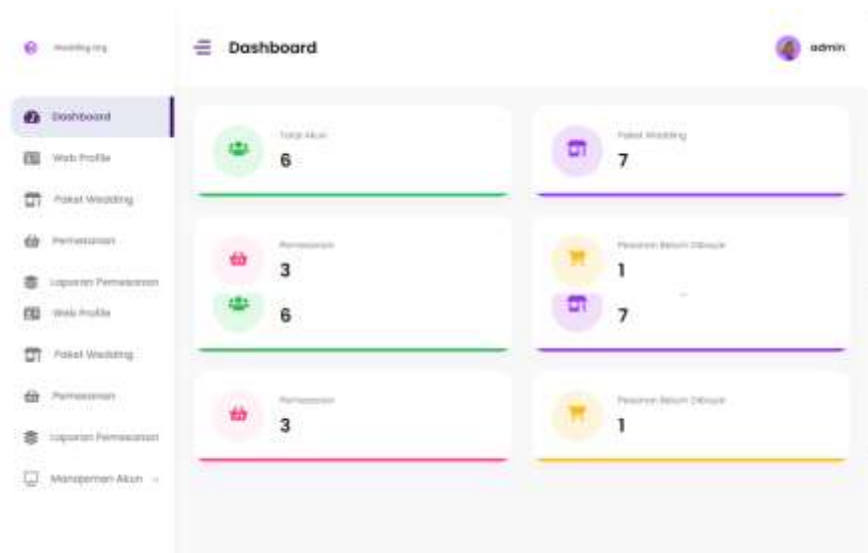 Wedding.org
Dashboard
admin
Dashboard
Web Profile
Paket Wedding
Pemesanan
Laporan Pemesanan
Web Profile
Paket Wedding
Pemesanan
Laporan Pemesanan
Manajemen Akun
Total Akun
6
Paket Wedding
7
Pemesanan
3
6
Pesanan Belum Dibayar
1
7
Pemesanan
3
Pesanan Belum Dibayar
1